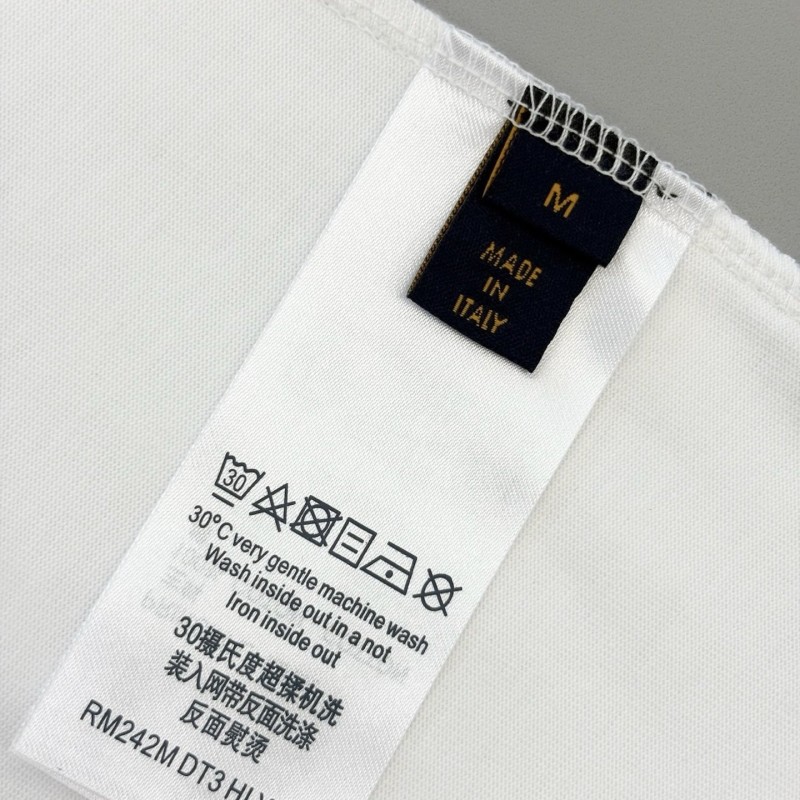 M
MADE
IN
ITALY
30
30°C very gentle machine wash
Wash inside out in a not
Iron inside out
30摄氏度超揉机洗
装入网带反面洗涤
反面熨烫
RM242M DT3 HLY